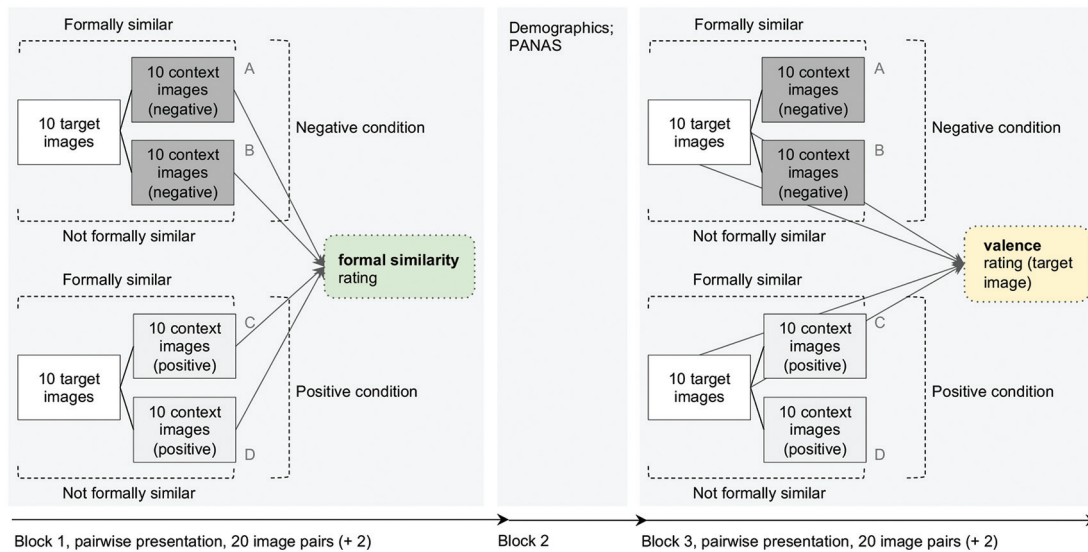 Formally similar
10 context
images
(negative)
A
10 target
images
10 context
images
(negative)
B
Negative condition
Not formally similar
formal similarity
rating
Formally similar
10 context
images
(positive)
C
10 target
images
10 context
images
(positive)
D
Positive condition
Not formally similar
Demographics;
PANAS
Formally similar
10 context
images
(negative)
A
10 target
images
10 context
images
(negative)
B
Negative condition
Not formally similar
valence
rating (target
image)
Formally similar
10 context
images
(positive)
C
10 target
images
10 context
images
(positive)
D
Positive condition
Not formally similar
Block 1, pairwise presentation, 20 image pairs (+ 2)
Block 2
Block 3, pairwise presentation, 20 image pairs (+ 2)